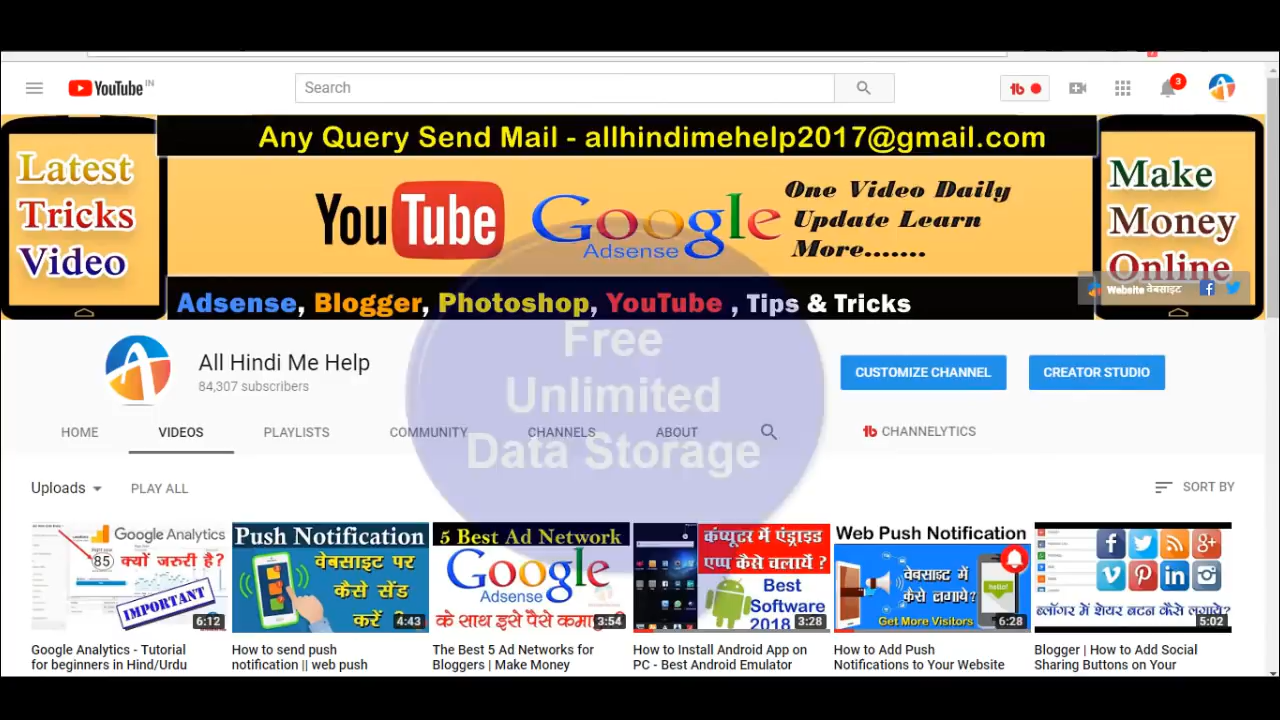 YouTube IN
Search
3
Any Query Send Mail - allhindimehelp2017@gmail.com
Latest
Tricks
Video
YouTube
Google
Adsense
One Video Daily
Update Learn
More.......
Make
Money
Online
Website वेबसाइट
Adsense, Blogger, Photoshop, YouTube , Tips & Tricks
Free
Unlimited
Data Storage
All Hindi Me Help
84,307 subscribers
CUSTOMIZE CHANNEL
CREATOR STUDIO
HOME
VIDEOS
PLAYLISTS
COMMUNITY
CHANNELS
ABOUT
CHANNELYTICS
Uploads
PLAY ALL
SORT BY
Google Analytics
85
क्यों जरुरी है?
IMPORTANT
6:12
Push Notification
वेबसाइट पर
कैसे सेंड
करें
4:43
5 Best Ad Network
Google
Adsense
के साथ इसे पैसे कमाए
3:54
कंप्यूटर में एंड्राइड
एप्प कैसे चलायें ?
Best
Software
2018
3:28
Web Push Notification
वेबसाइट में
कैसे लगाये?
hello!
Get More Visitors
6:28
ब्लॉगर में शेयर बटन कैसे लगाये?
5:02
Google Analytics - Tutorial
for beginners in Hind/Urdu
How to send push
notification || web push
The Best 5 Ad Networks for
Bloggers | Make Money
How to Install Android App on
PC - Best Android Emulator
How to Add Push
Notifications to Your Website
Blogger | How to Add Social
Sharing Buttons on Your